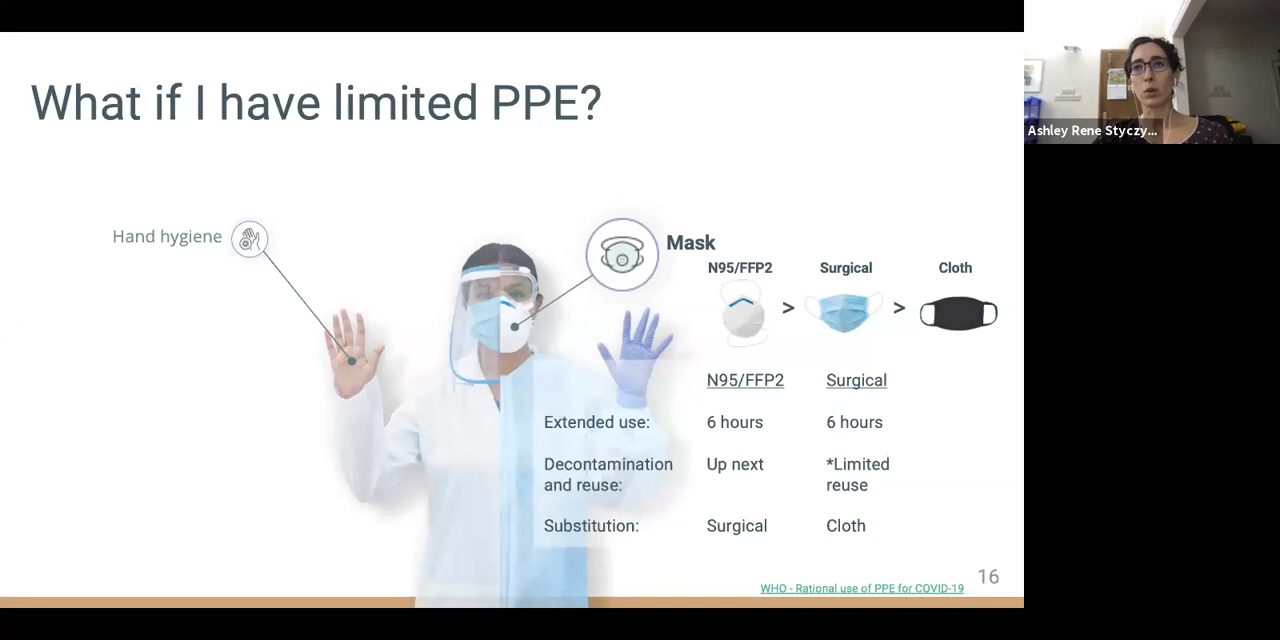 What if I have limited PPE?
Ashley Rene Styczy...
Hand hygiene
Mask
N95/FFP2 Surgical Cloth
> >
N95/FFP2 Surgical
Extended use: 6 hours 6 hours
Decontamination Up next *Limited
and reuse: reuse
Substitution: Surgical Cloth
16
WHO - Rational use of PPE for COVID-19